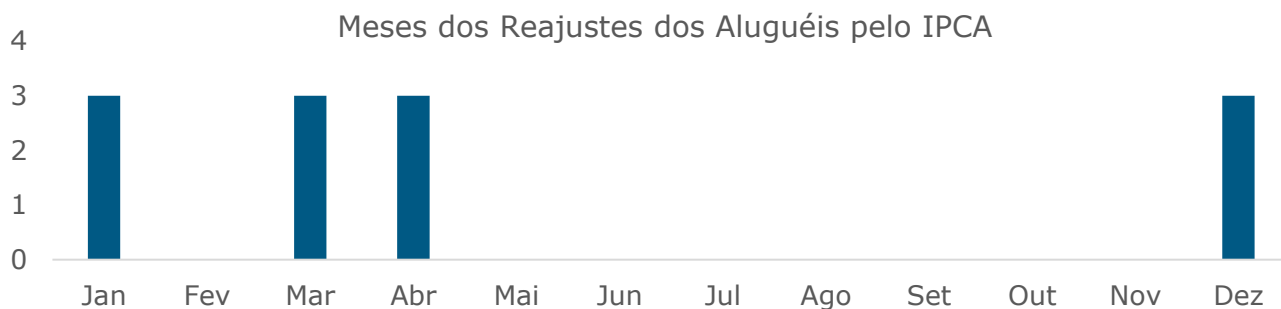 Meses dos Reajustes dos Aluguéis pelo IPCA
4
3
2
1
0
Jan Fev Mar Abr Mai Jun Jul Ago Set Out Nov Dez